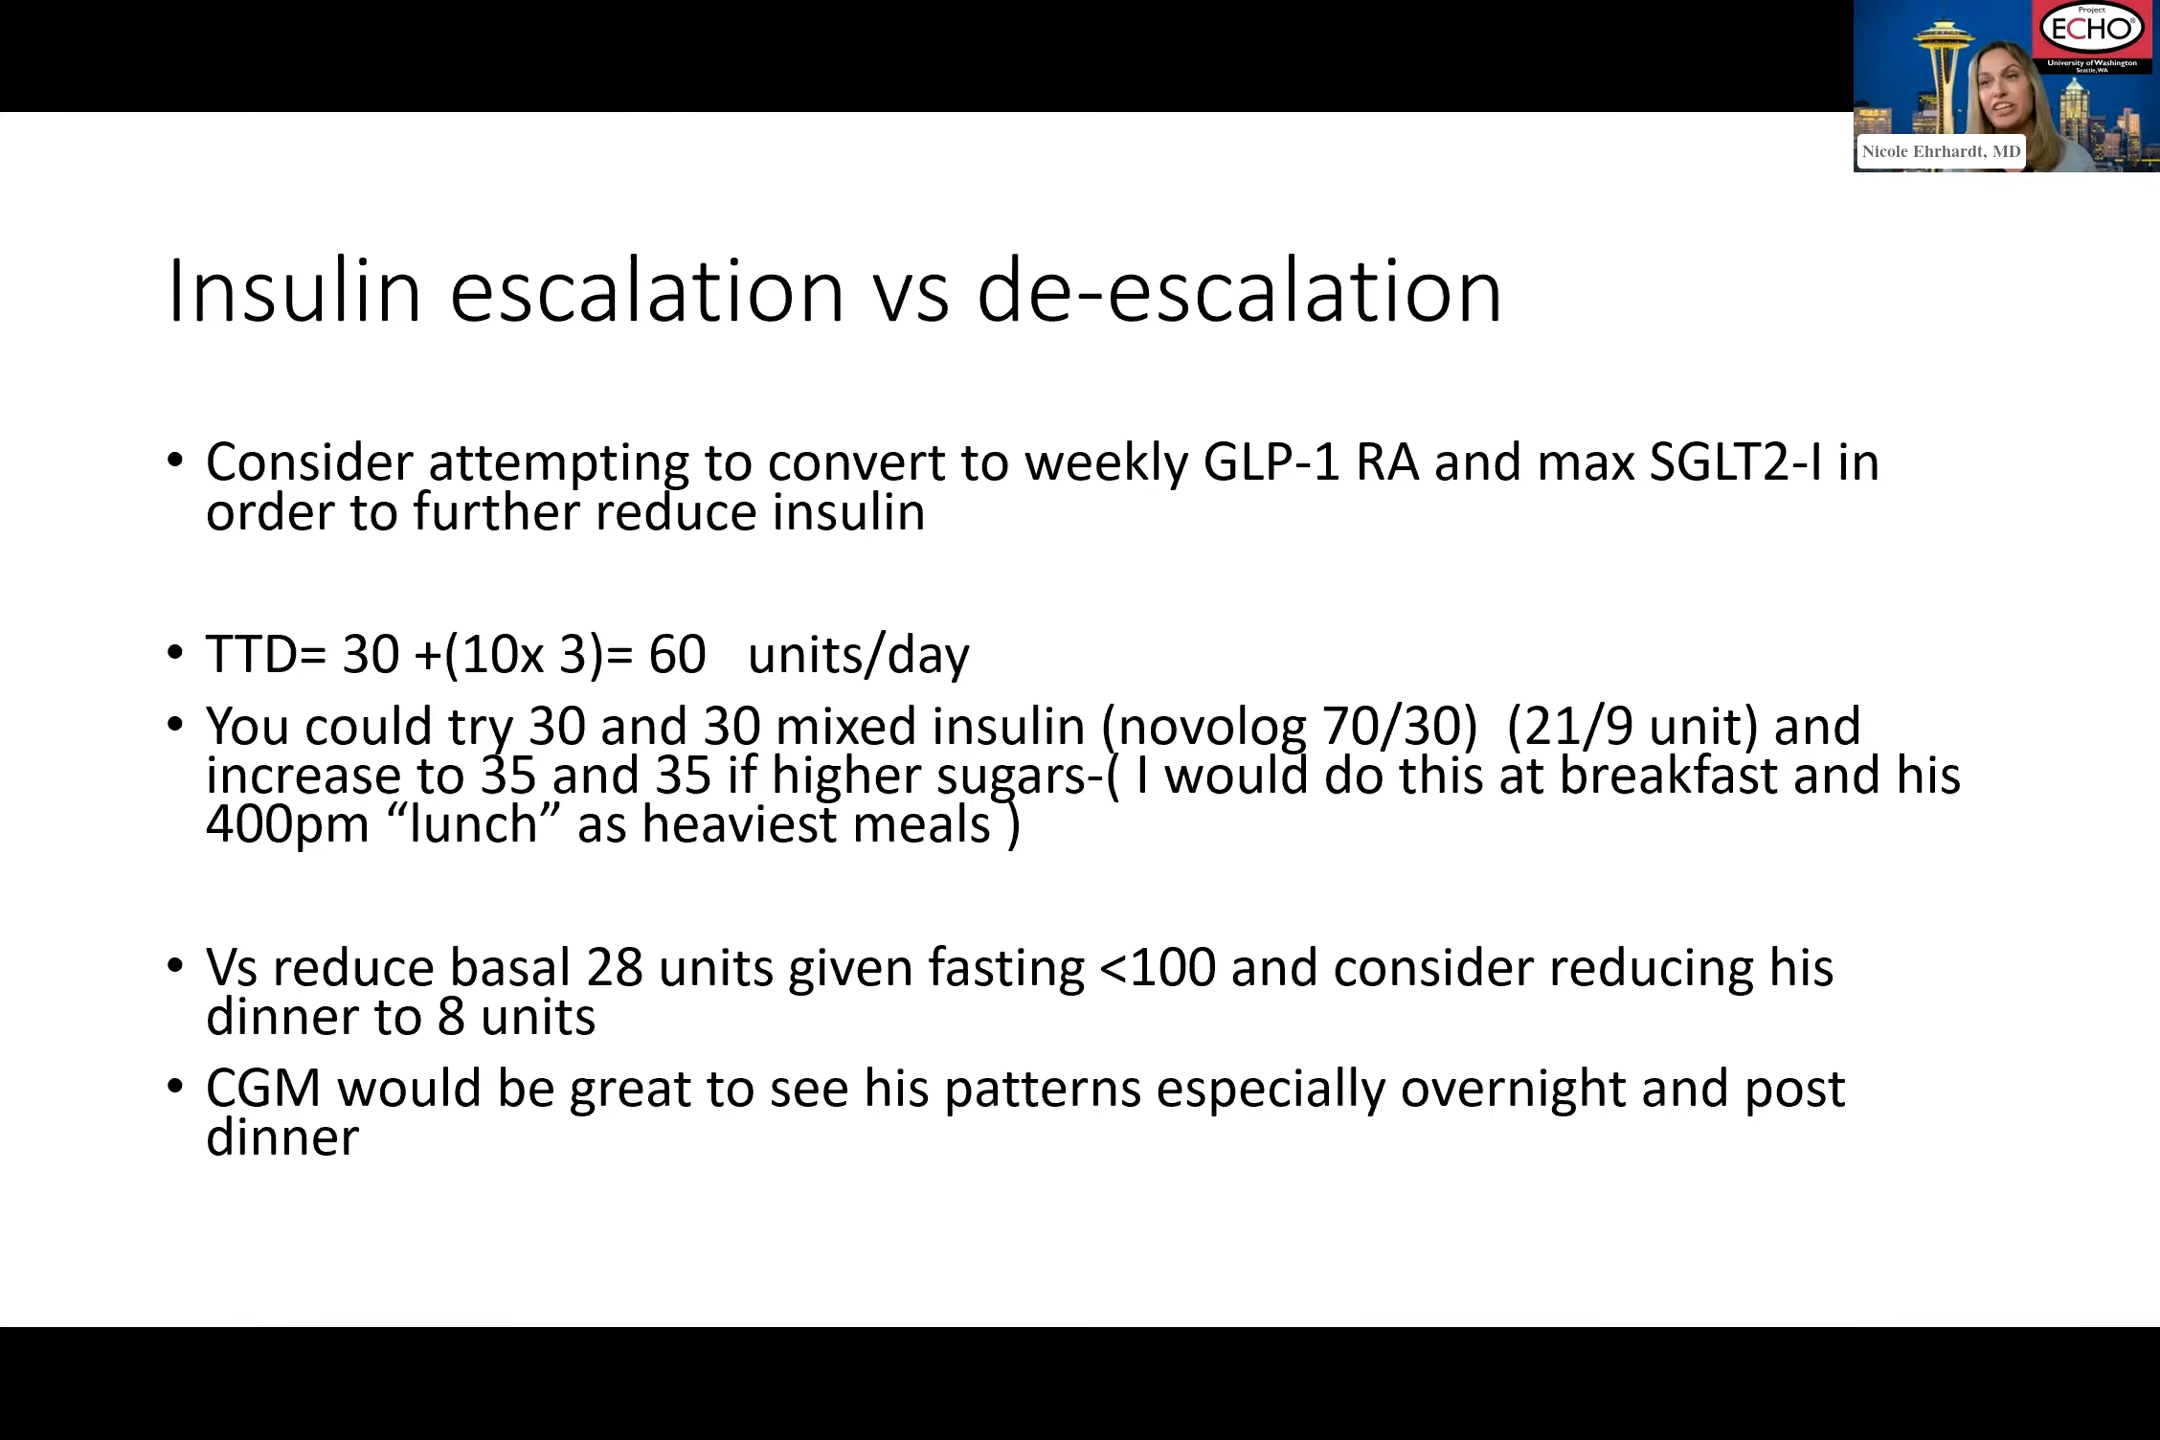 Project
ECHO®
University of Washington
Seattle, WA
Nicole Ehrhardt, MD
Insulin escalation vs de-escalation
• Consider attempting to convert to weekly GLP-1 RA and max SGLT2-I in
order to further reduce insulin
• TTD= 30 +(10x 3)= 60 units/day
• You could try 30 and 30 mixed insulin (novolog 70/30) (21/9 unit) and
increase to 35 and 35 if higher sugars-( I would do this at breakfast and his
400pm “lunch” as heaviest meals )
• Vs reduce basal 28 units given fasting <100 and consider reducing his
dinner to 8 units
• CGM would be great to see his patterns especially overnight and post
dinner